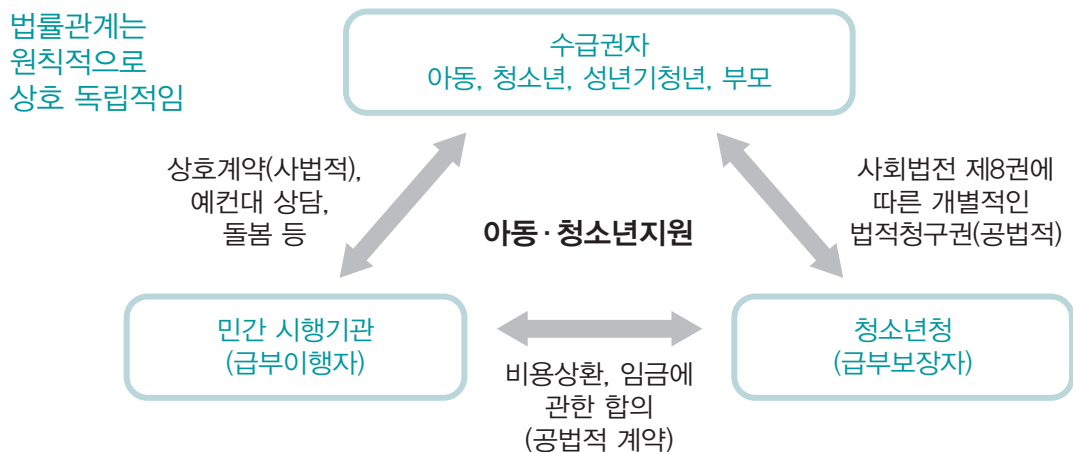 법률관계는
원칙적으로
상호 독립적임
수급권자
아동, 청소년, 성년기청년, 부모
상호계약(사법적),
예컨대 상담,
돌봄 등
아동·청소년지원
사회법전 제8권에
따른 개별적인
법적청구권(공법적)
민간 시행기관
(급부이행자)
비용상환, 임금에
관한 합의
(공법적 계약)
청소년청
(급부보장자)